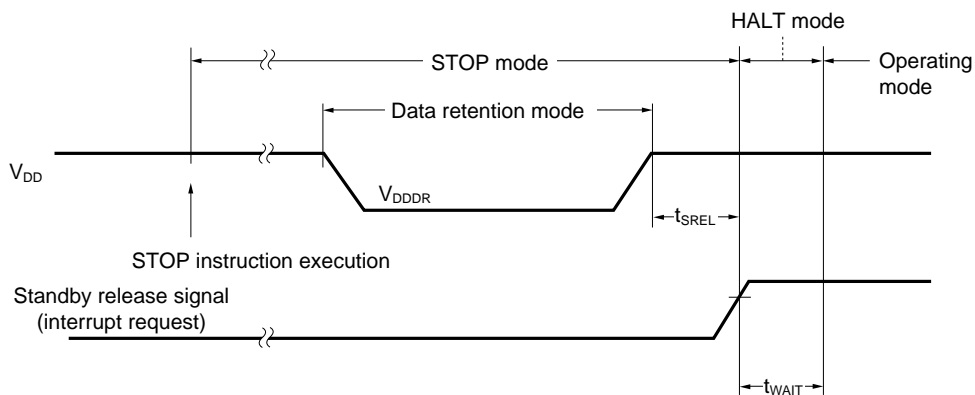 HALT mode
STOP mode
Operating
mode
Data retention mode
VDD
VDDDR
tSREL
STOP instruction execution
Standby release signal
(interrupt request)
tWAIT